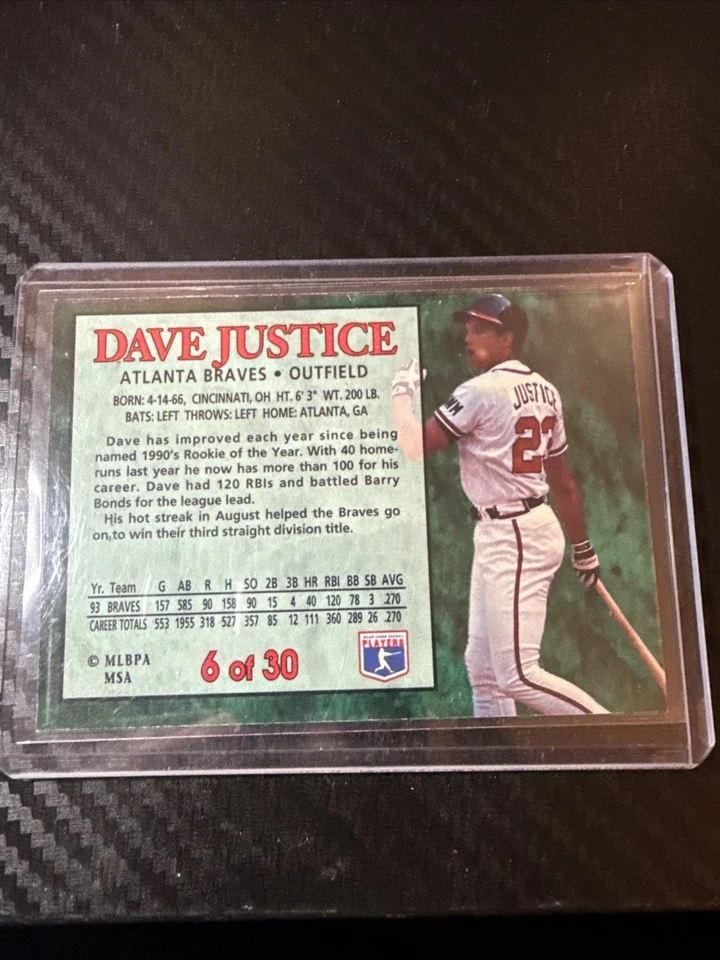 DAVE JUSTICE
ATLANTA BRAVES • OUTFIELD
BORN: 4-14-66, CINCINNATI, OH HT. 6' 3" WT. 200 LB.
BATS: LEFT THROWS: LEFT HOME: ATLANTA, GA
Dave has improved each year since being
named 1990's Rookie of the Year. With 40 home-
runs last year he now has more than 100 for his
career. Dave had 120 RBIs and battled Barry
Bonds for the league lead.
His hot streak in August helped the Braves go
on to win their third straight division title.
Yr. Team G AB R H SO 2B 3B HR RBI BB SB AVG
93 BRAVES 157 585 90 158 90 15 4 40 120 78 3 .270
CAREER TOTALS 553 1955 318 527 357 85 12 111 360 289 26 .270
© MLBPA
MSA
6 of 30
MAJOR LEAGUE BASEBALL
PLAYERS
JUSTICE
23